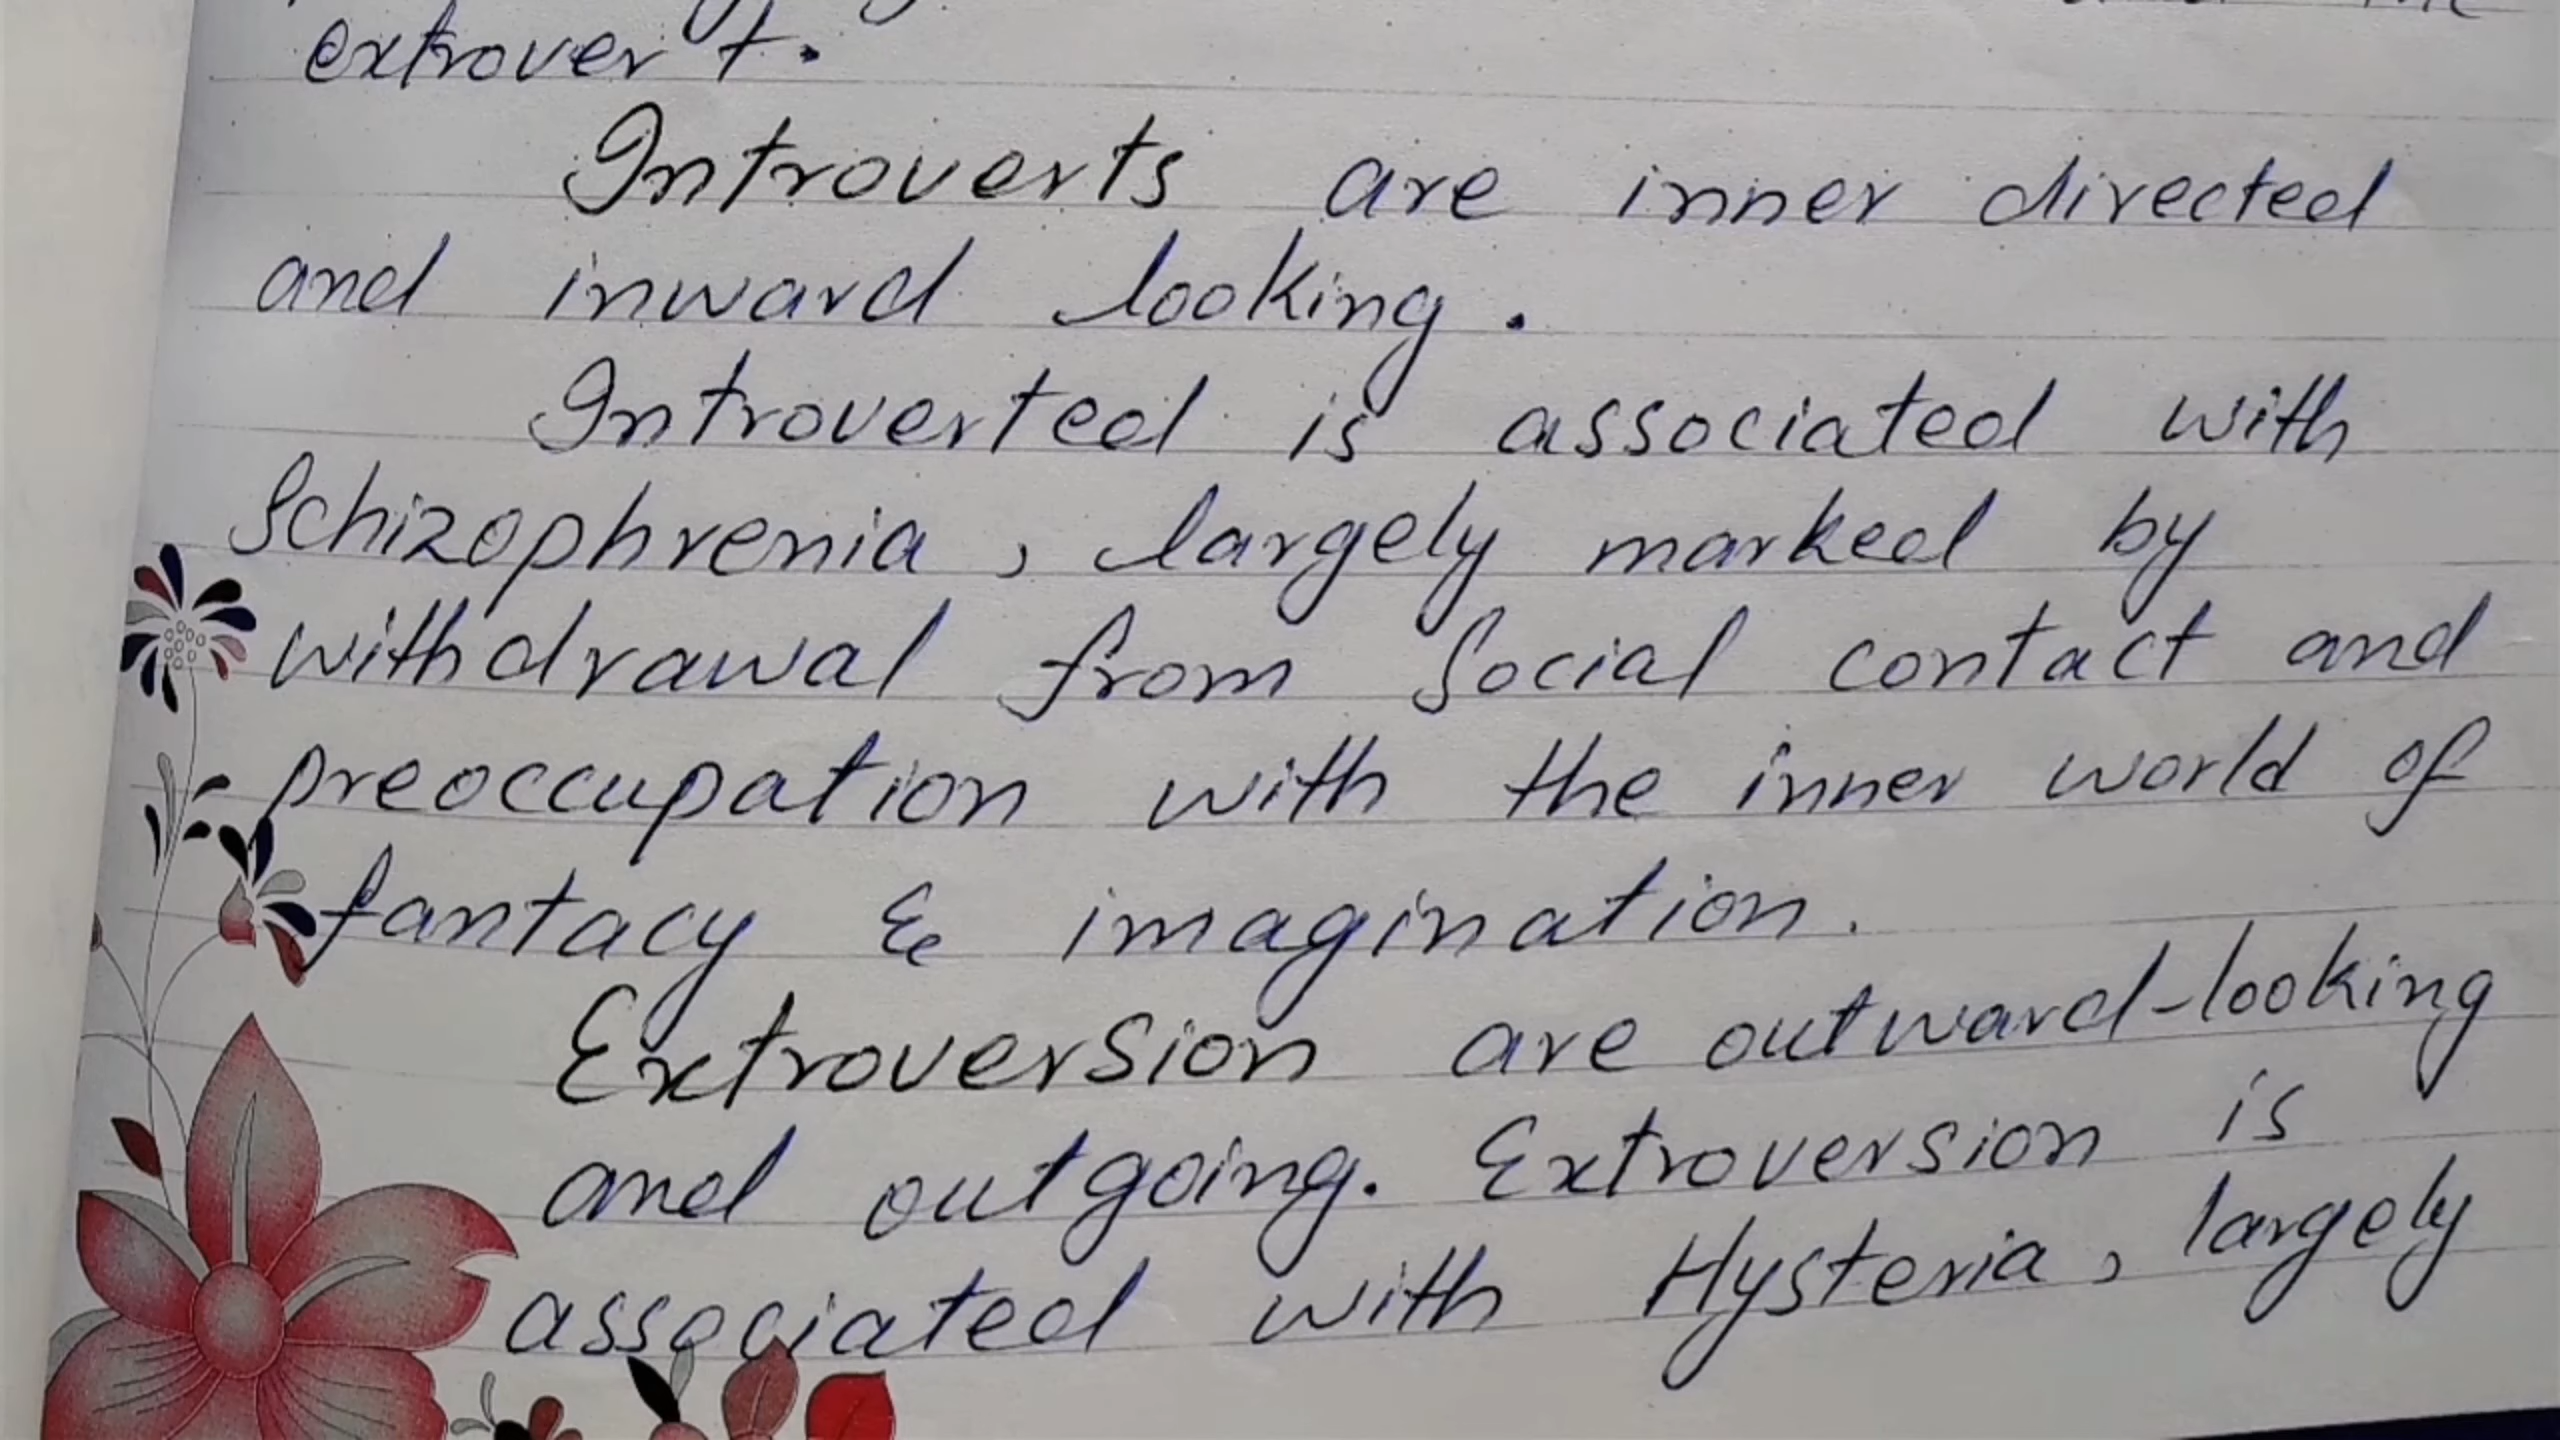 extrovert.
Introverts are inner directed
and inward looking.
Introverted is associated with
Schizophrenia, largely marked by
withdrawal from Social contact and
preoccupation with the inner world of
fantacy & imagination.
Extroversion are outward-looking
and outgoing. Extroversion is
associated with Hysteria, largely